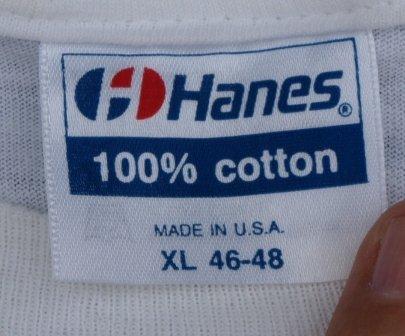 Hanes®
100% cotton
MADE IN U.S.A.
XL 46-48